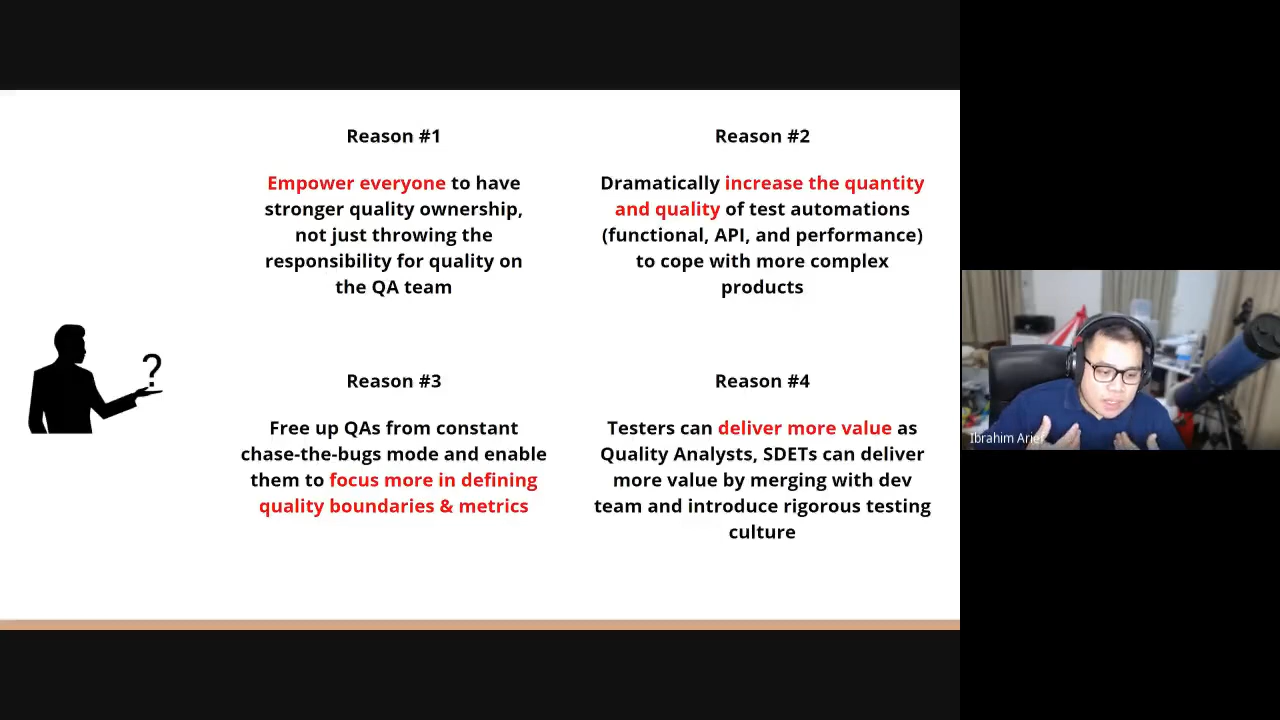 Reason #1
Empower everyone to have
stronger quality ownership,
not just throwing the
responsibility for quality on
the QA team
Reason #2
Dramatically increase the quantity
and quality of test automations
(functional, API, and performance)
to cope with more complex
products
?
Reason #3
Free up QAs from constant
chase-the-bugs mode and enable
them to focus more in defining
quality boundaries & metrics
Reason #4
Testers can deliver more value as
Quality Analysts, SDETs can deliver
more value by merging with dev
team and introduce rigorous testing
culture
Ibrahim Arief